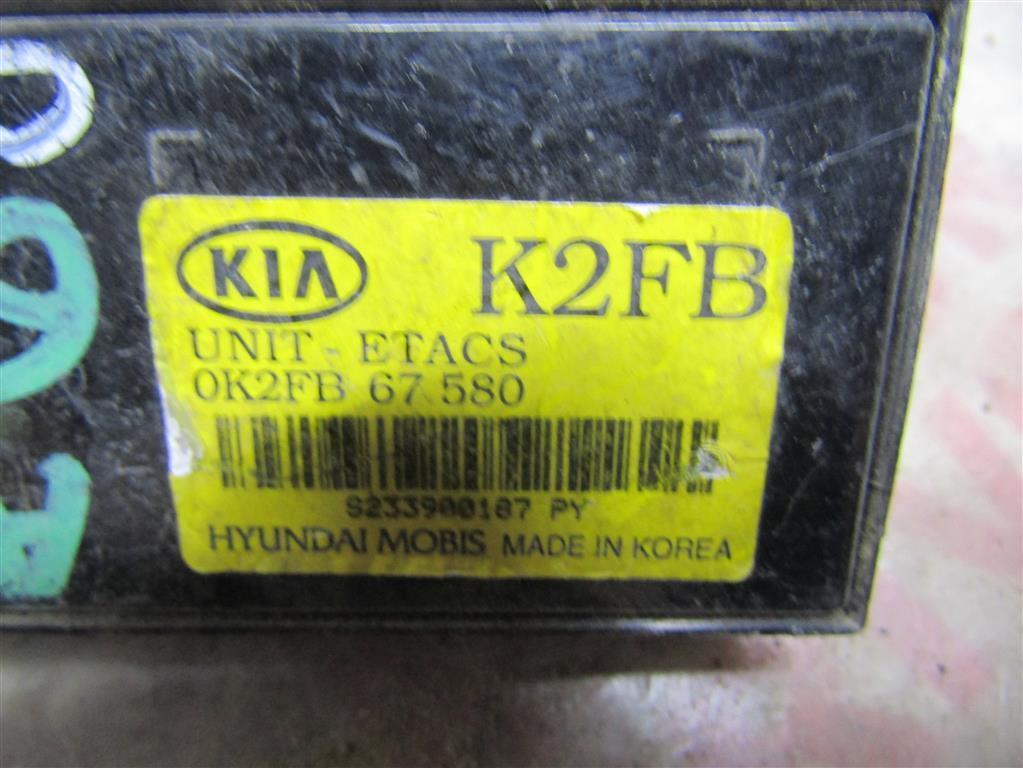 KIA K2FB
UNIT - ETACS
0K2FB 67 580
S233900187 PY
HYUNDAI MOBIS MADE IN KOREA